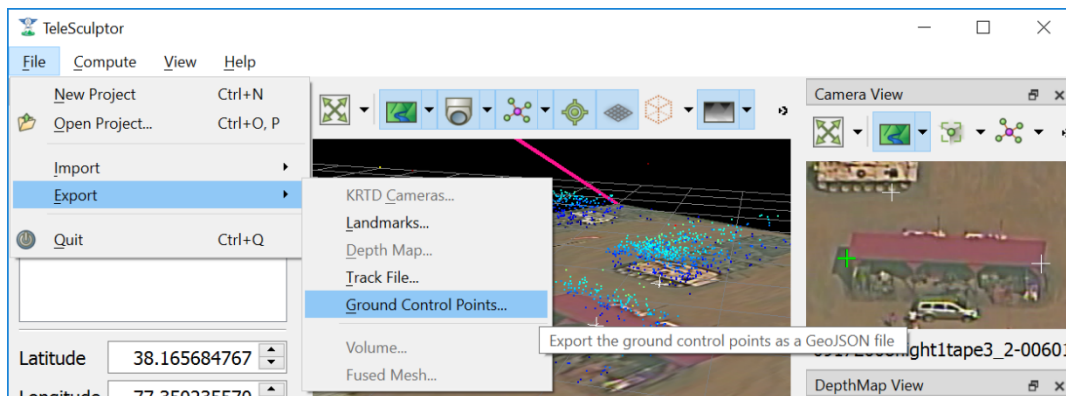 TeleSculptor
File Compute View Help
New Project Ctrl+N
Open Project... Ctrl+O, P
Import
Export
Quit Ctrl+Q
KRTD Cameras...
Landmarks...
Depth Map...
Track File...
Ground Control Points...
Volume...
Fused Mesh...
Export the ground control points as a GeoJSON file
Latitude 38.165684767
Camera View
DepthMap View